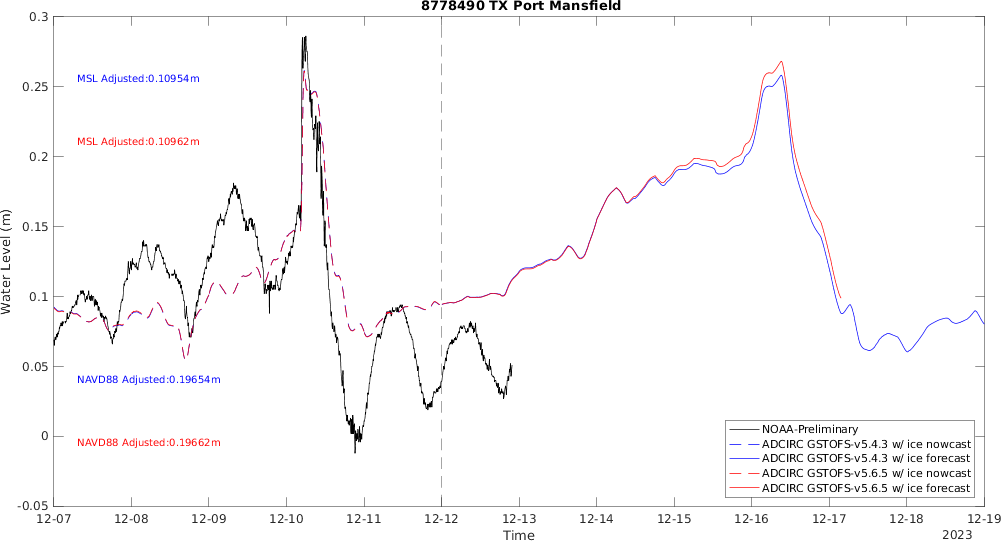 8778490 TX Port Mansfield
0.3
0.25
0.2
0.15
0.1
0.05
0
-0.05
Water Level (m)
MSL Adjusted:0.10954m
MSL Adjusted:0.10962m
NAVD88 Adjusted:0.19654m
NAVD88 Adjusted:0.19662m
NOAA-Preliminary
ADCIRC GSTOFS-v5.4.3 w/ ice nowcast
ADCIRC GSTOFS-v5.4.3 w/ ice forecast
ADCIRC GSTOFS-v5.6.5 w/ ice nowcast
ADCIRC GSTOFS-v5.6.5 w/ ice forecast
12-07 12-08 12-09 12-10 12-11 12-12 12-13 12-14 12-15 12-16 12-17 12-18 12-19
Time
2023